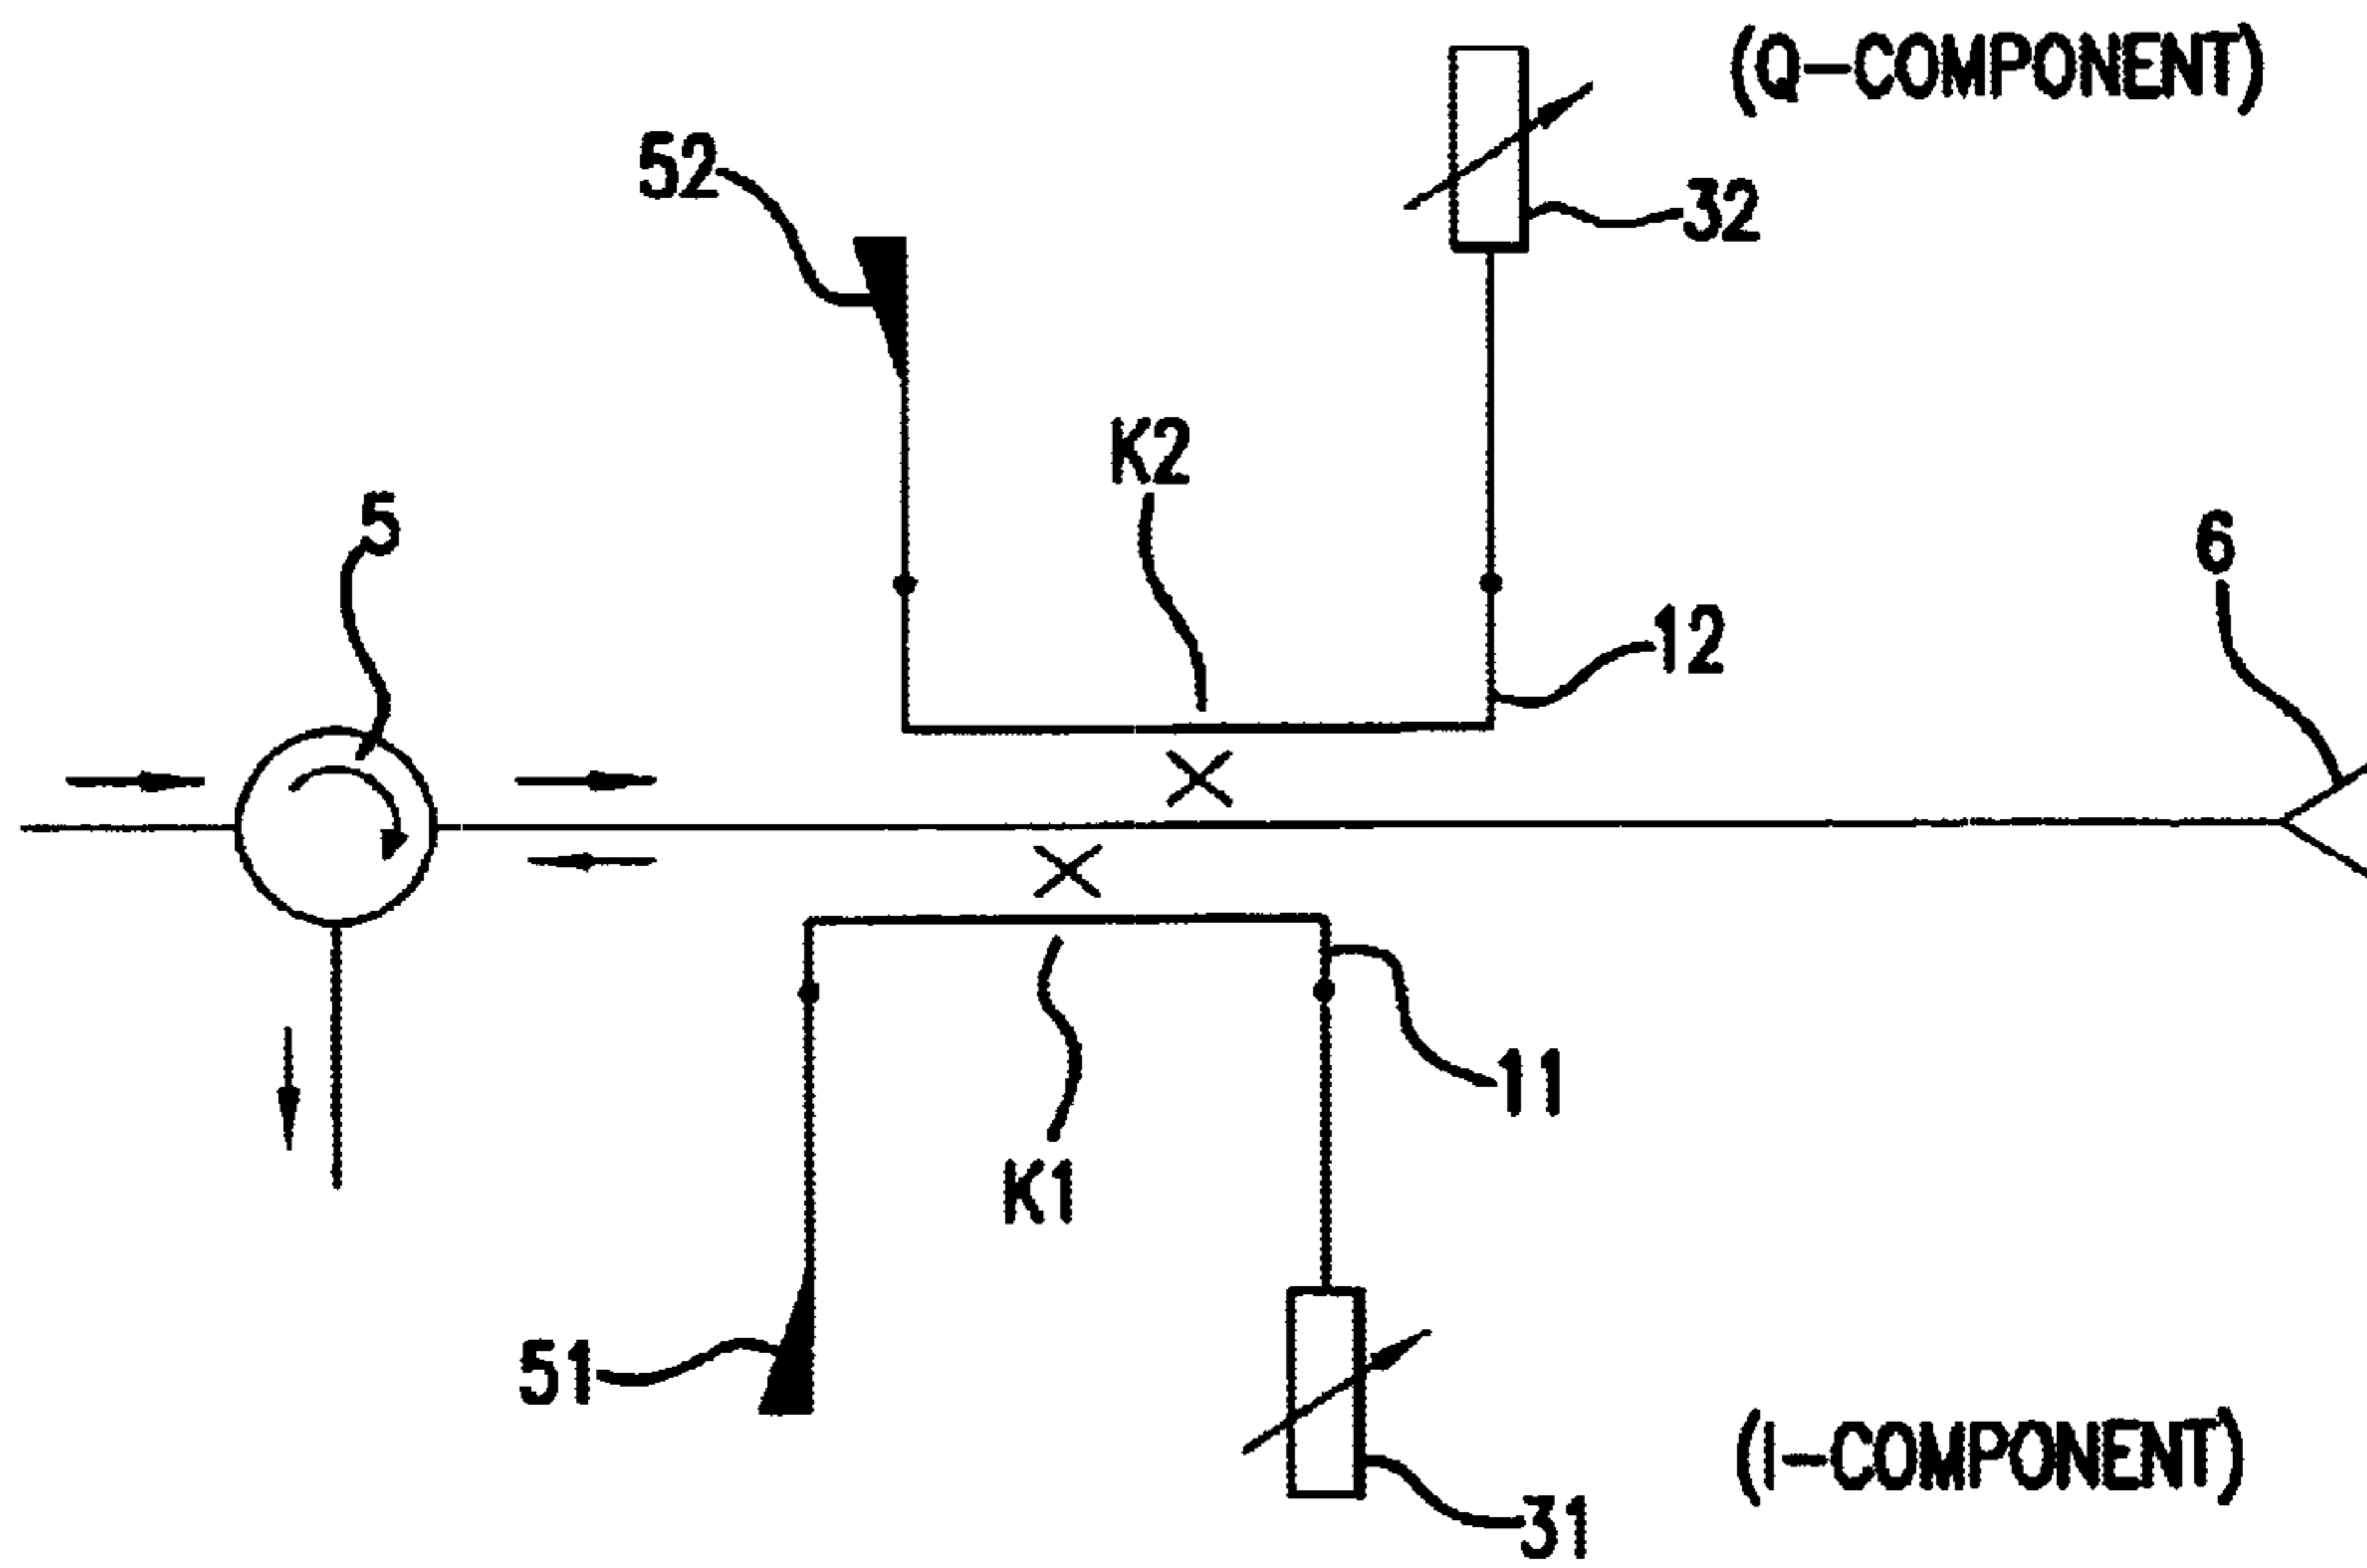 (Q-COMPONENT)
52
32
K2
5
6
12
11
K1
51
(I-COMPONENT)
31